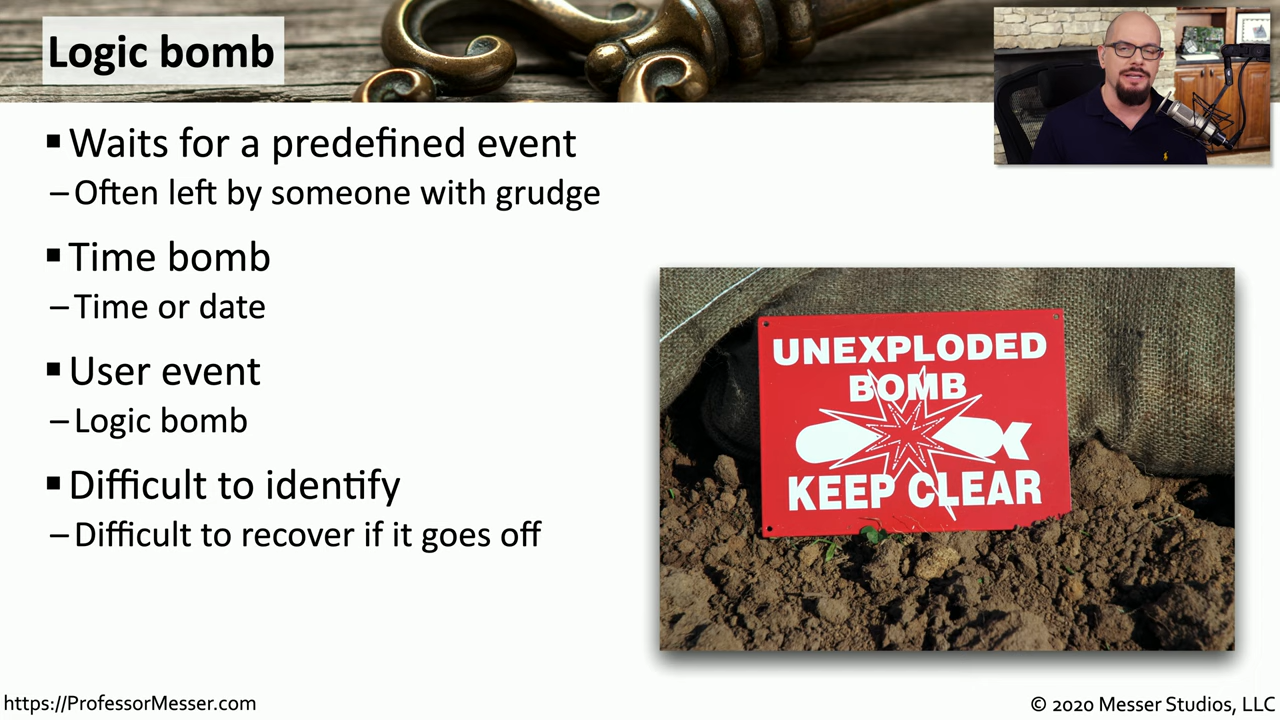 Logic bomb
▪ Waits for a predefined event
– Often left by someone with grudge
▪ Time bomb
– Time or date
▪ User event
– Logic bomb
▪ Difficult to identify
– Difficult to recover if it goes off
UNEXPLODED
BOMB
KEEP CLEAR
https://ProfessorMesser.com
© 2020 Messer Studios, LLC